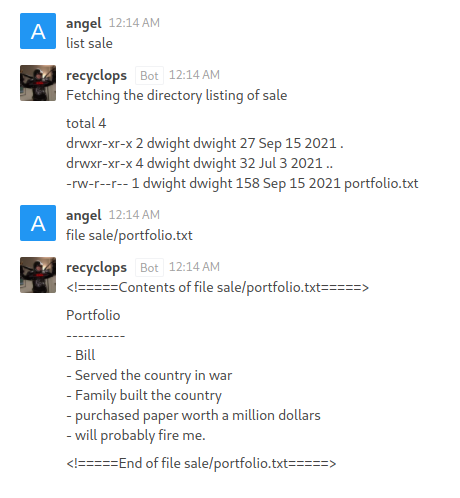 A
angel 12:14 AM
list sale
recyclops Bot 12:14 AM
Fetching the directory listing of sale
total 4
drwxr-xr-x 2 dwight dwight 27 Sep 15 2021 .
drwxr-xr-x 4 dwight dwight 32 Jul 3 2021 ..
-rw-r--r-- 1 dwight dwight 158 Sep 15 2021 portfolio.txt
A
angel 12:14 AM
file sale/portfolio.txt
recyclops Bot 12:14 AM
<!=====Contents of file sale/portfolio.txt=====>
Portfolio
----------
- Bill
- Served the country in war
- Family built the country
- purchased paper worth a million dollars
- will probably fire me.
<!=====End of file sale/portfolio.txt=====>